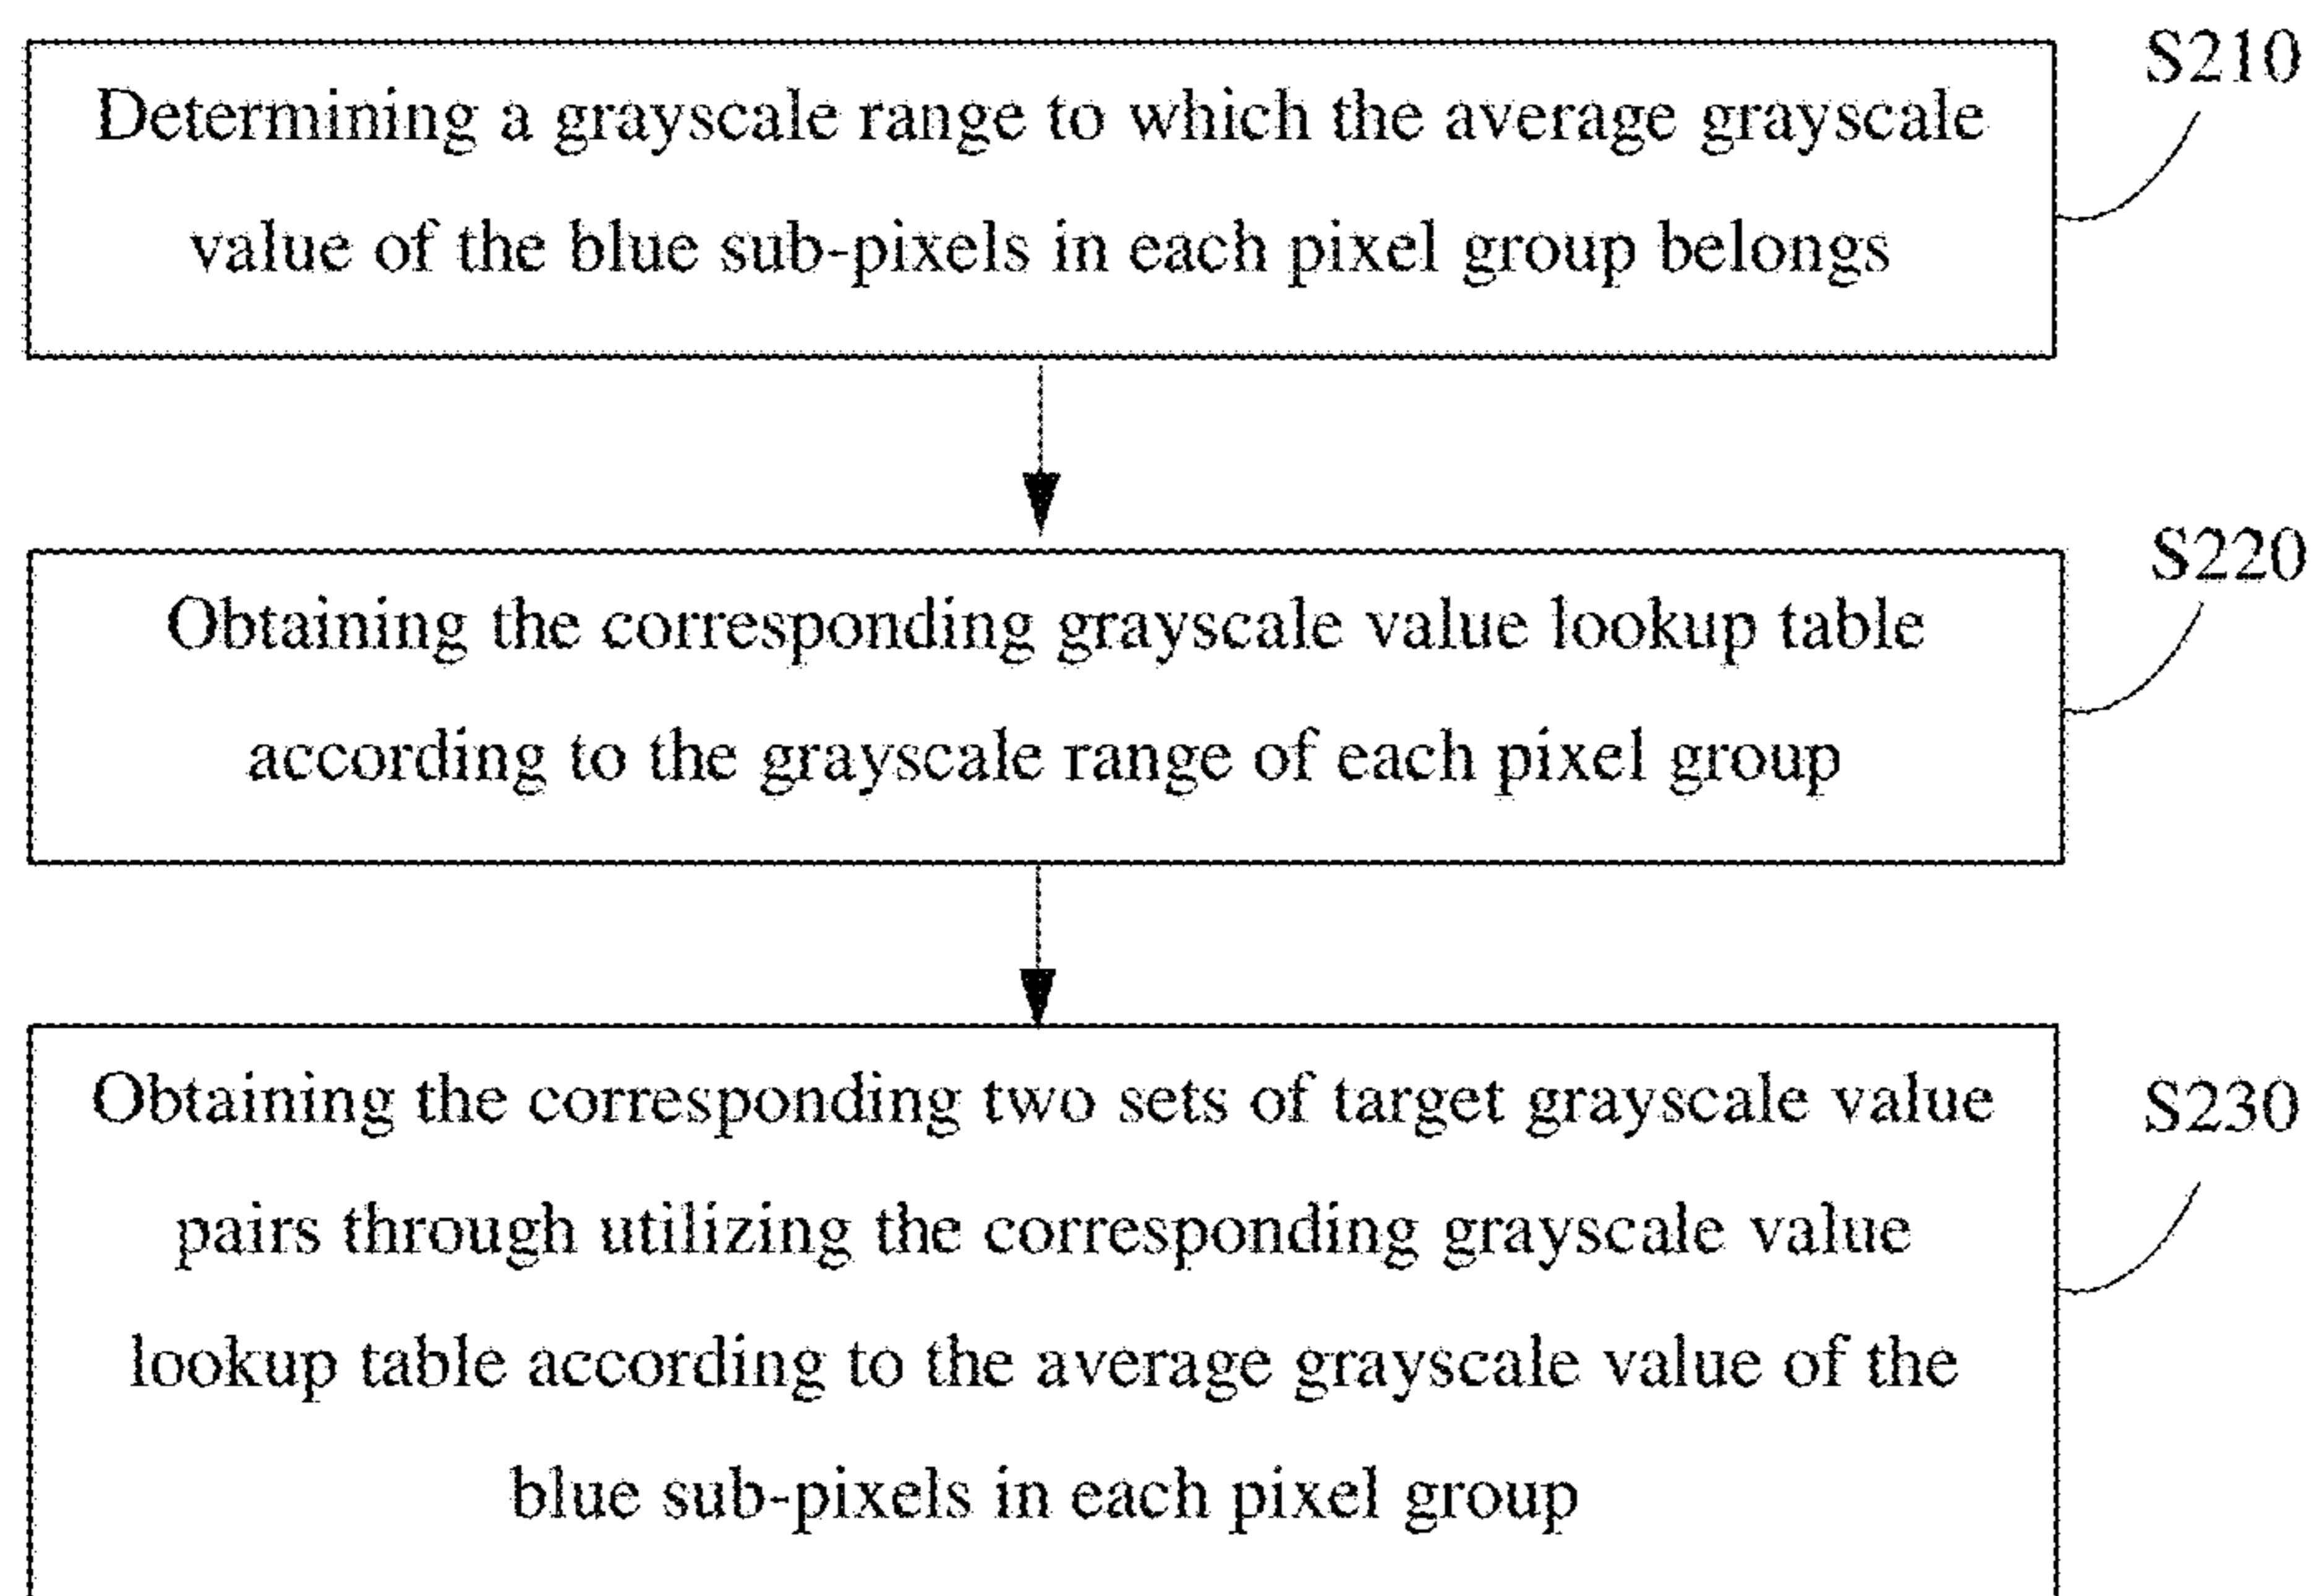 S210
Determining a grayscale range to which the average grayscale
value of the blue sub-pixels in each pixel group belongs
S220
Obtaining the corresponding grayscale value lookup table
according to the grayscale range of each pixel group
Obtaining the corresponding two sets of target grayscale value
S230
pairs through utilizing the corresponding grayscale value
lookup table according to the average grayscale value of the
blue sub-pixels in each pixel group